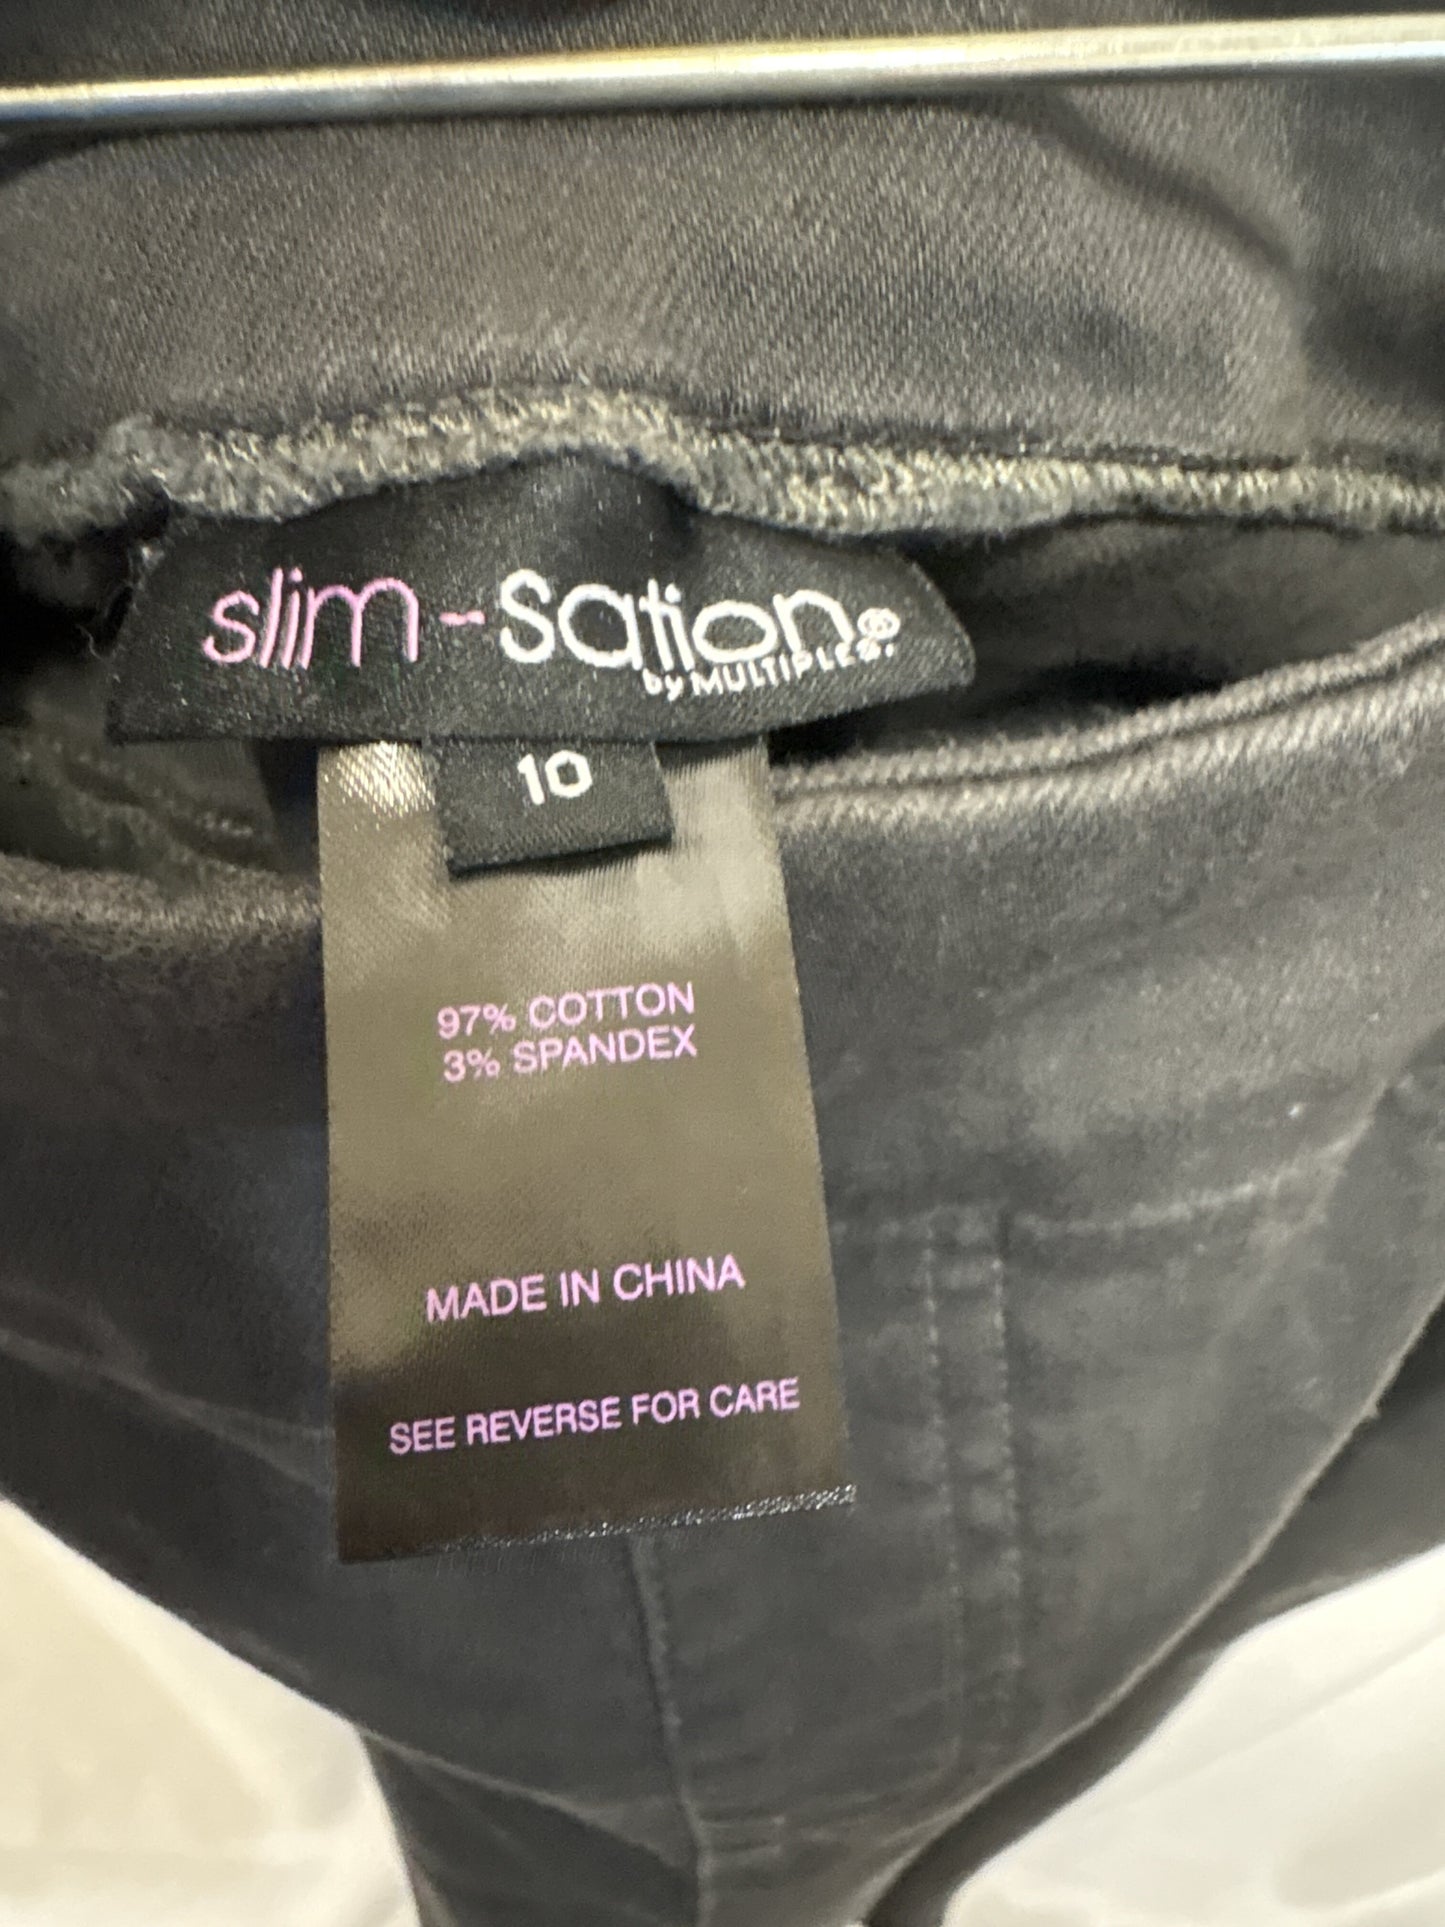 slim-Sation®
by MULTIPLES.
10
97% COTTON
3% SPANDEX
MADE IN CHINA
SEE REVERSE FOR CARE